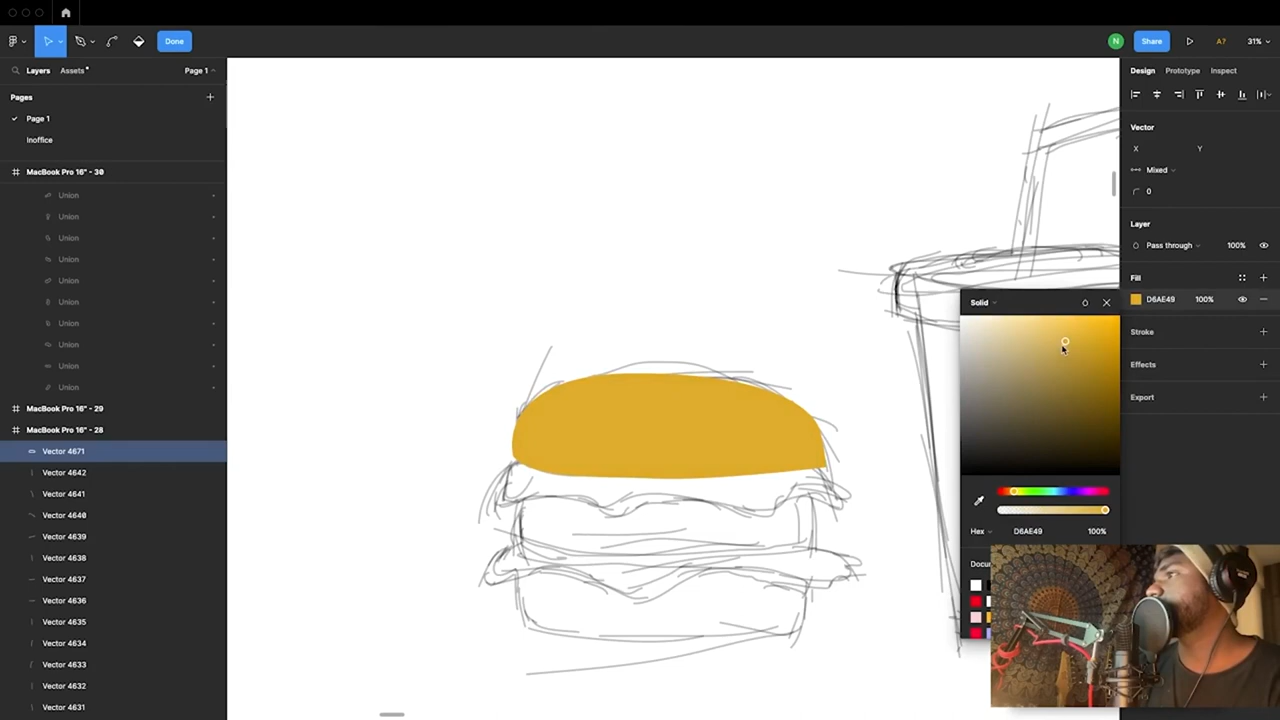 Done
N
Share
A?
31%
Layers
Assets
Page 1
Design
Prototype
Inspect
Pages
Page 1
Inoffice
MacBook Pro 16" - 30
Union
Union
Union
Union
Union
Union
Union
Union
Union
Union
MacBook Pro 16" - 29
MacBook Pro 16" - 28
Vector 4671
Vector 4642
Vector 4641
Vector 4640
Vector 4639
Vector 4638
Vector 4637
Vector 4636
Vector 4635
Vector 4634
Vector 4633
Vector 4632
Vector 4631
Vector
X
Y
Mixed
0
Layer
Pass through
100%
Fill
D6AE49
100%
Stroke
Effects
Export
Solid
Hex
D6AE49
100%